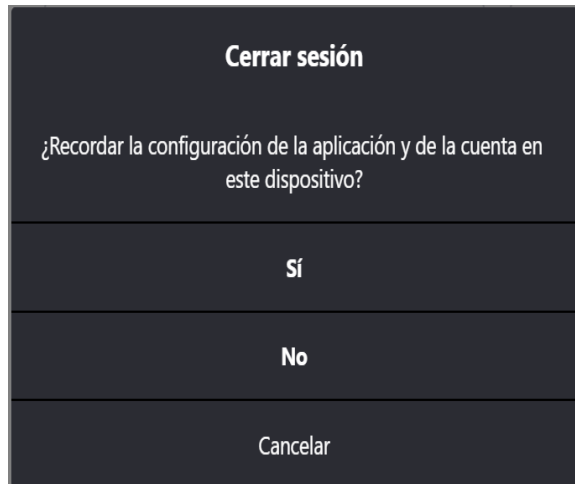 Cerrar sesión
¿Recordar la configuración de la aplicación y de la cuenta en
este dispositivo?
Sí
No
Cancelar